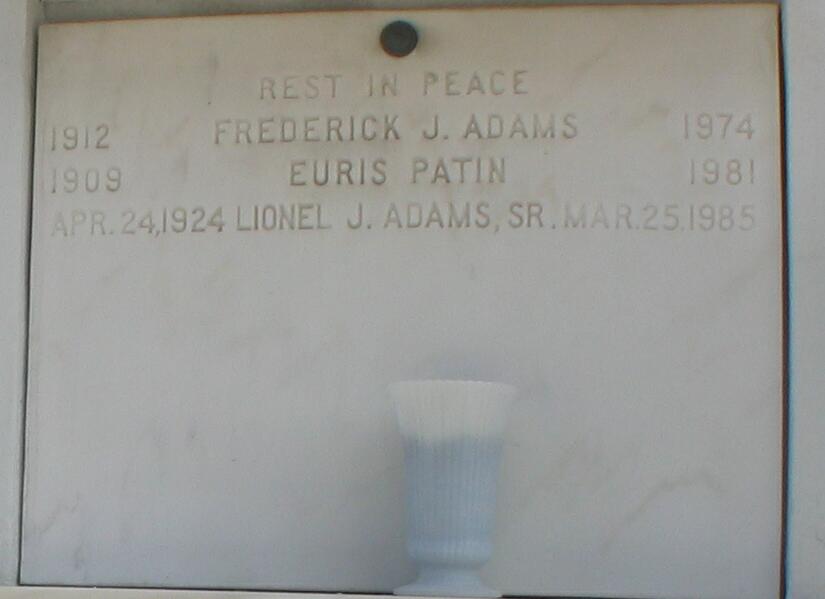 REST IN PEACE
1912 FREDERICK J. ADAMS 1974
1909 EURIS PATIN 1981
APR. 24,1924 LIONEL J. ADAMS, SR. MAR. 25,1985